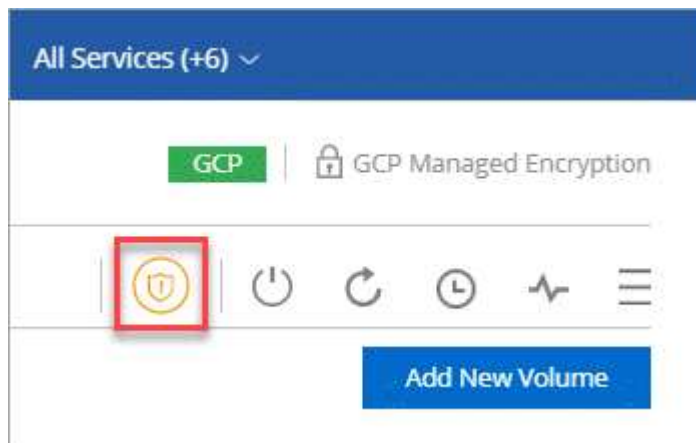 All Services (+6)
GCP
GCP Managed Encryption
Add New Volume